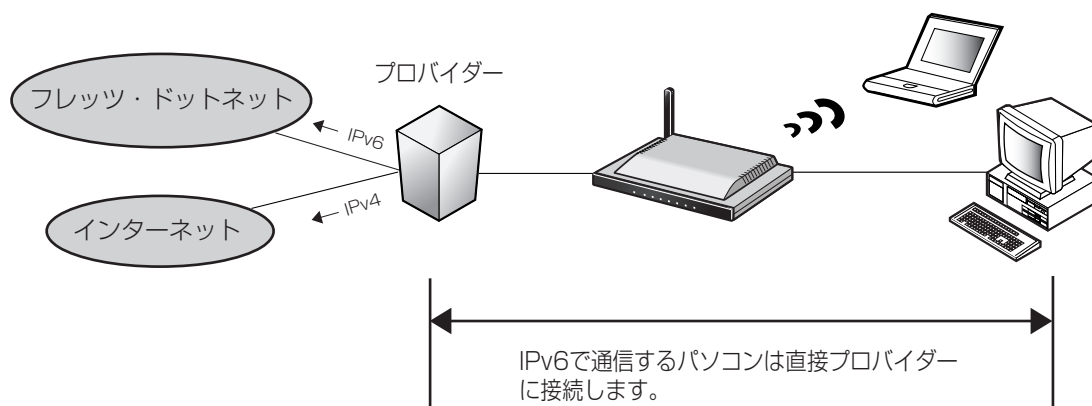 プロバイダー
フレッツ・ドットネット
IPv6
IPv4
インターネット
IPv6で通信するパソコンは直接プロバイダー
に接続します。